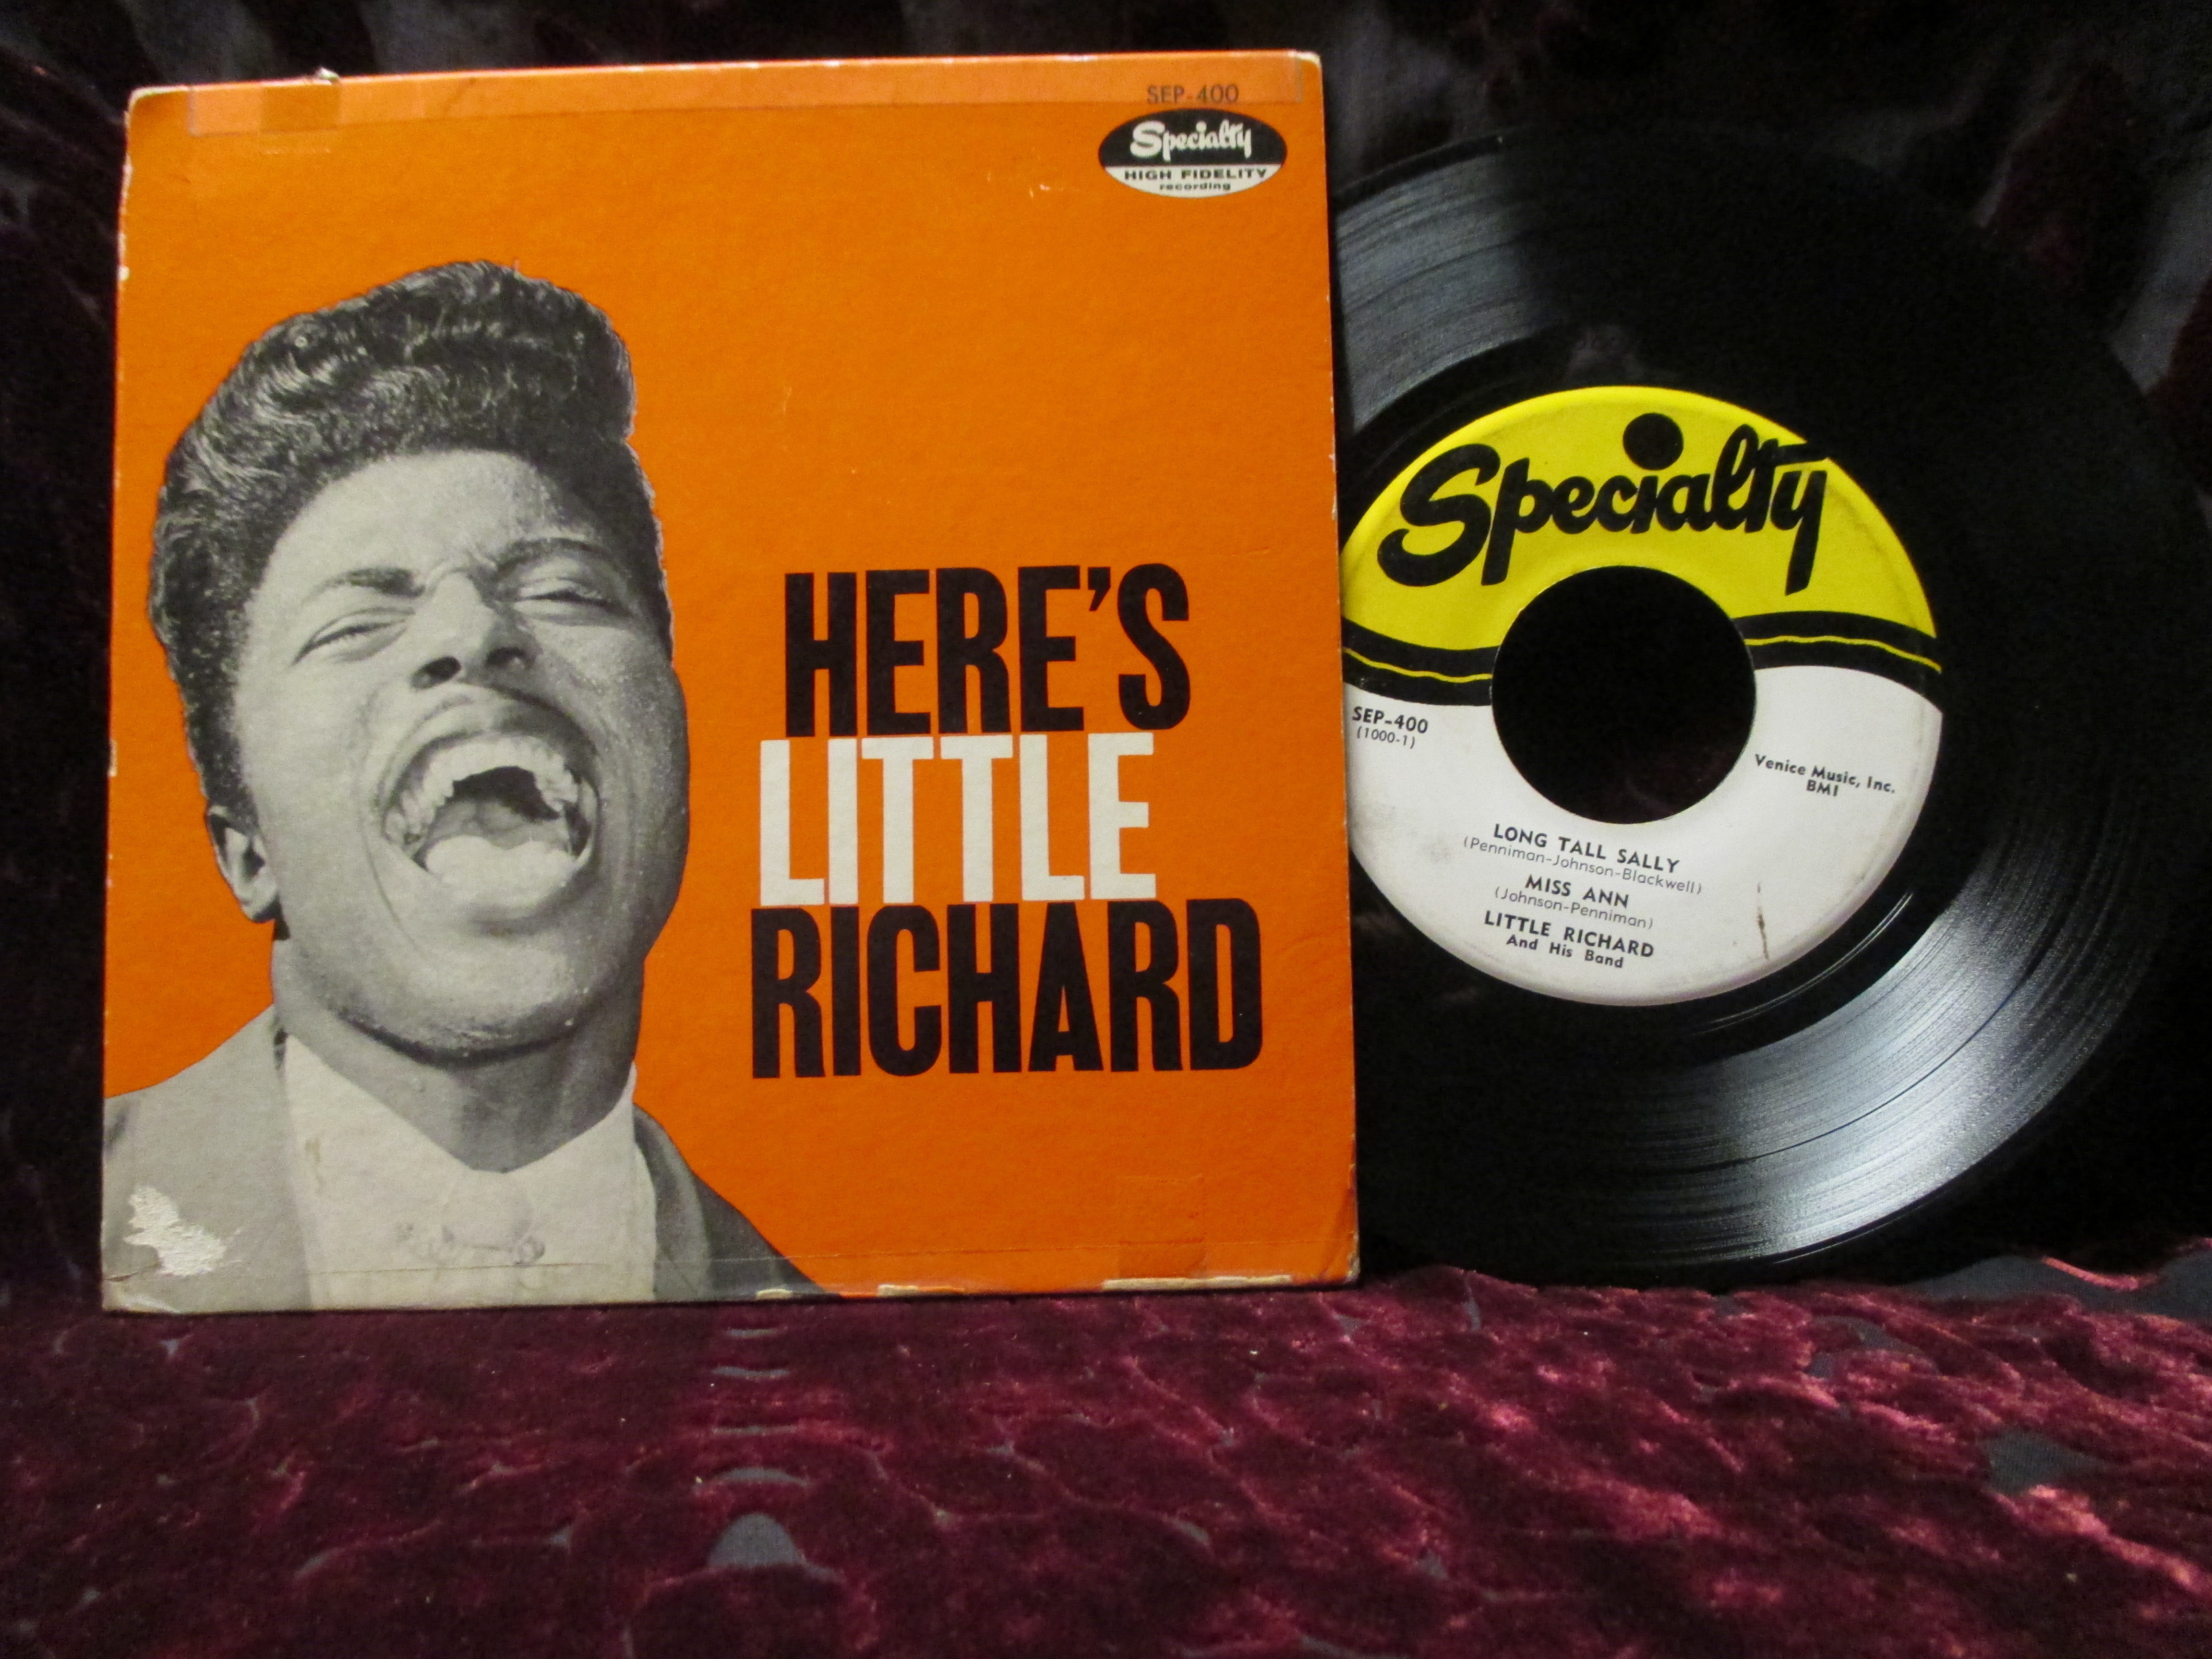 SEP-400
Specialty
HIGH FIDELITY
recording
HERE'S
LITTLE
RICHARD
Specialty
SEP-400
(1000-1)
Venice Music, Inc.
BMI
LONG TALL SALLY
(Penniman-Johnson-Blackwell)
MISS ANN
(Johnson-Penniman)
LITTLE RICHARD
And His Band